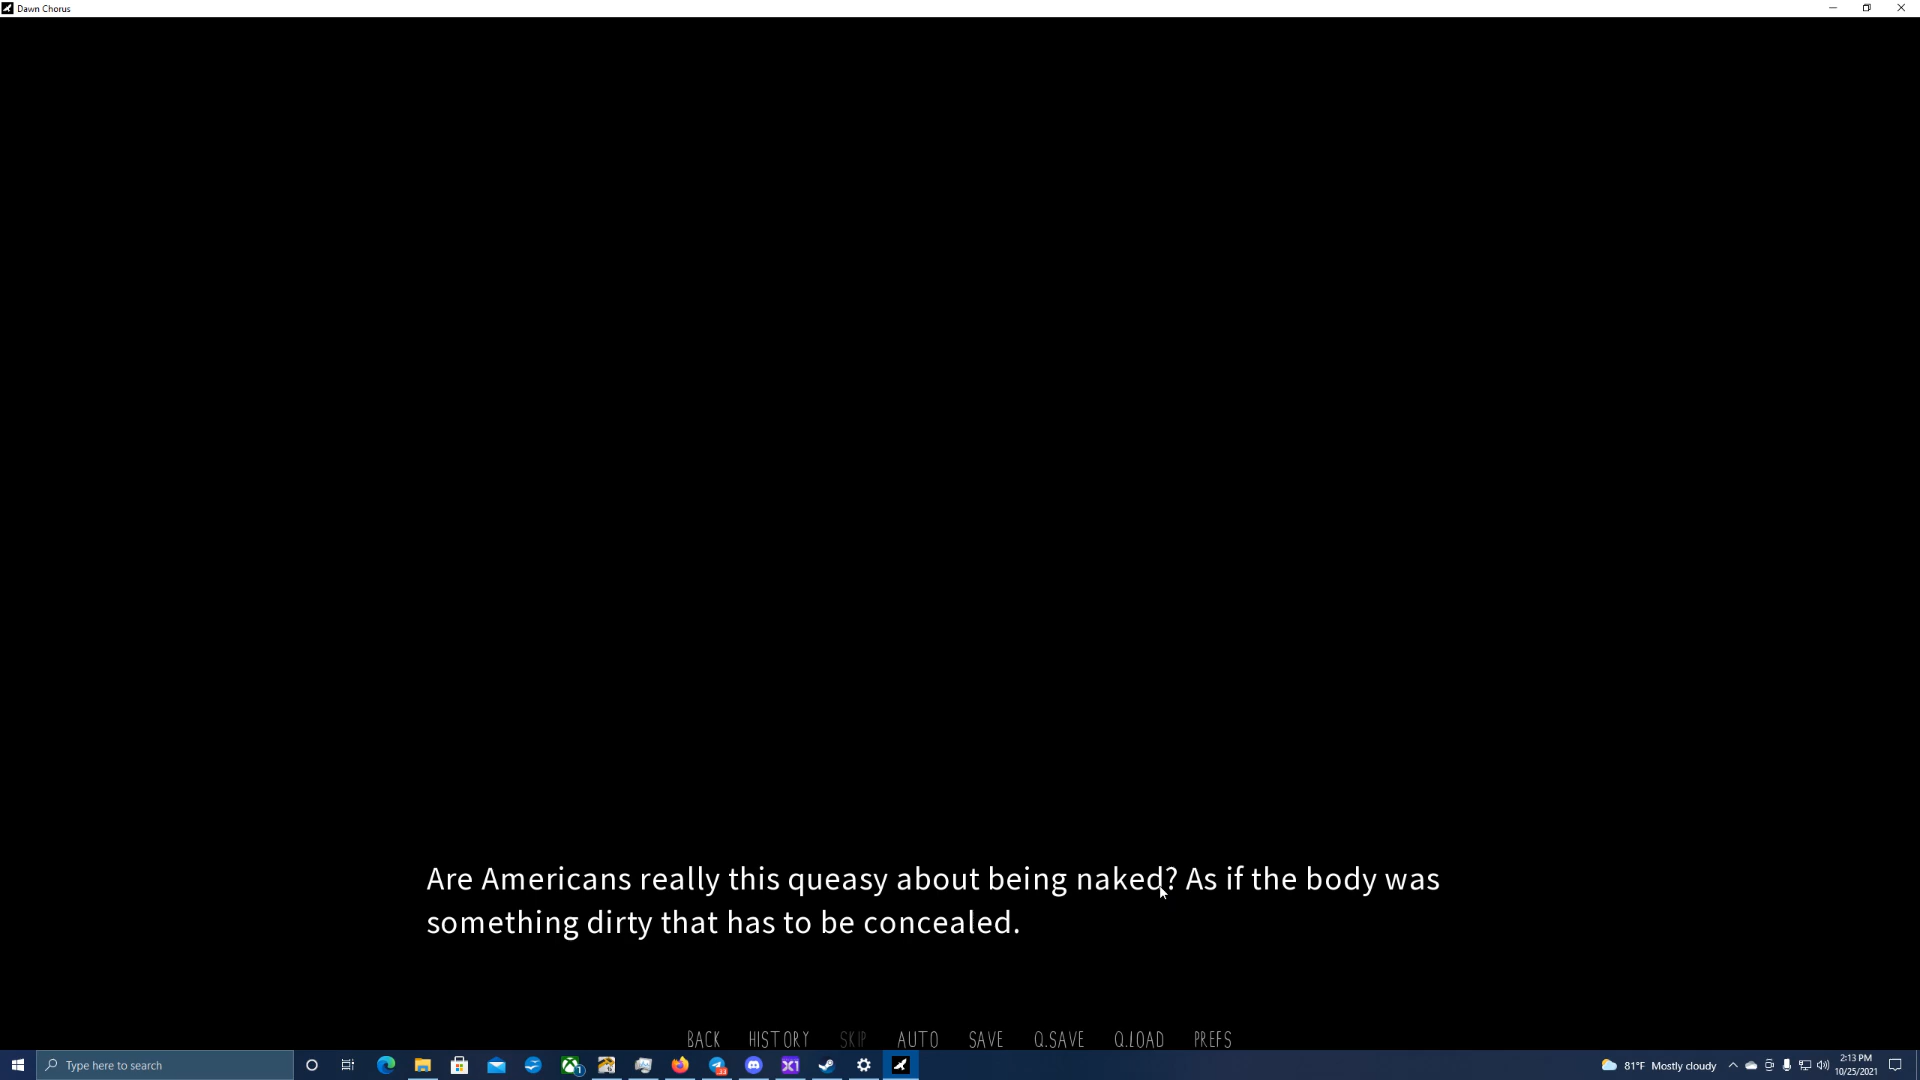 Dawn Chorus
Are Americans really this queasy about being naked? As if the body was
something dirty that has to be concealed.
BACK HISTORY SKIP AUTO SAVE Q.SAVE Q.LOAD PREFS
Type here to search
1
X1
81°F Mostly cloudy
2:13 PM
10/25/2021